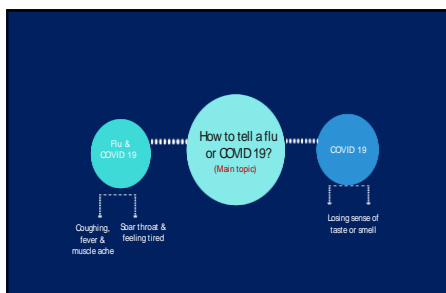 How to tell a flu
or COVID 19?
(Main topic)
Flu &
COVID 19
COVID 19
Coughing,
fever &
muscle ache
Soar throat &
feeling tired
Losing sense of
taste or smell